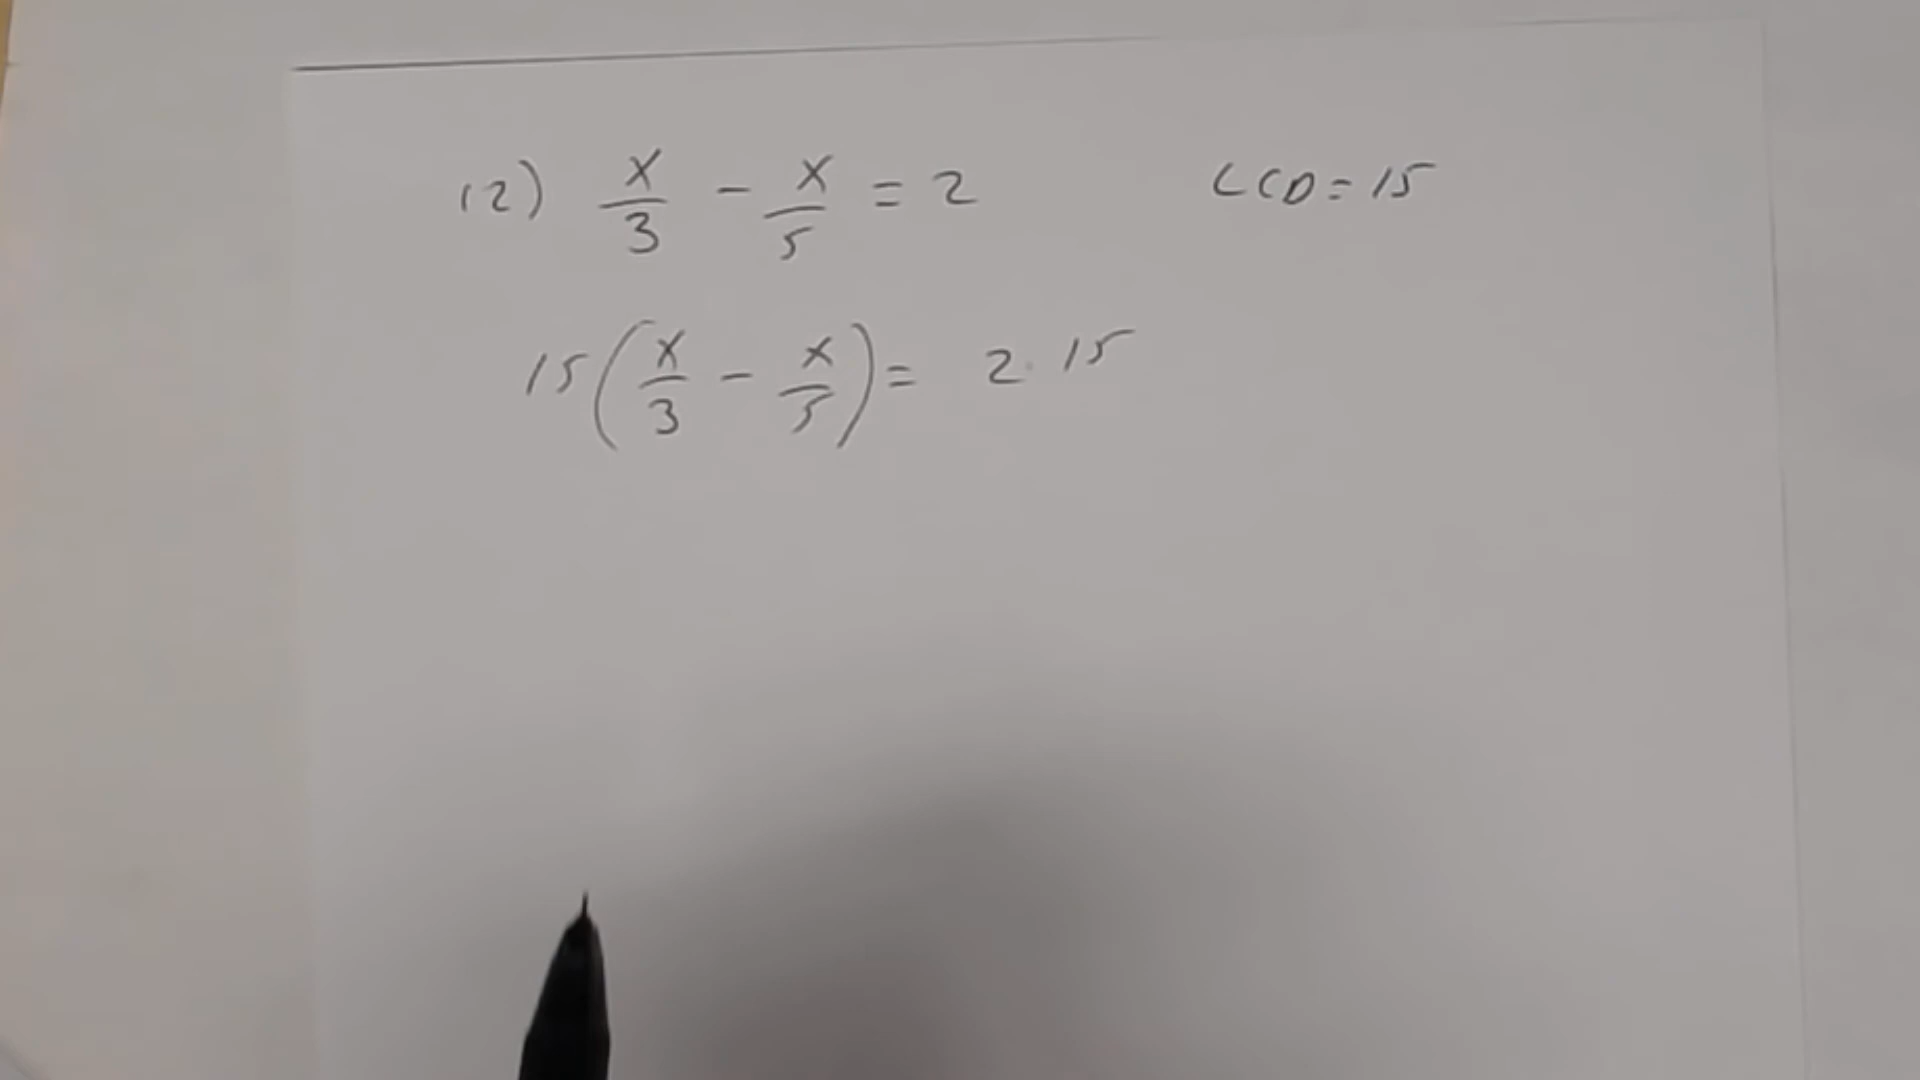 12) x/3 - x/5 = 2 LCD = 15
15(x/3 - x/5) = 2 · 15